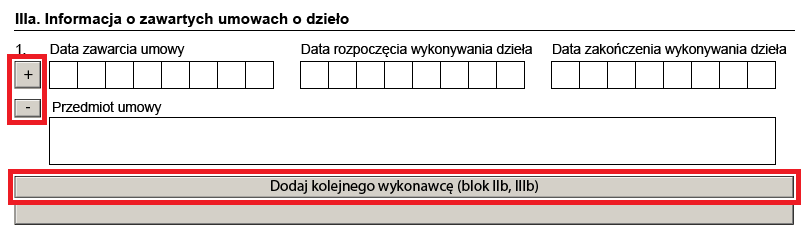 IIIa. Informacja o zawartych umowach o dzieło
1. Data zawarcia umowy Data rozpoczęcia wykonywania dzieła Data zakończenia wykonywania dzieła
+
- Przedmiot umowy
Dodaj kolejnego wykonawcę (blok IIb, IIIb)